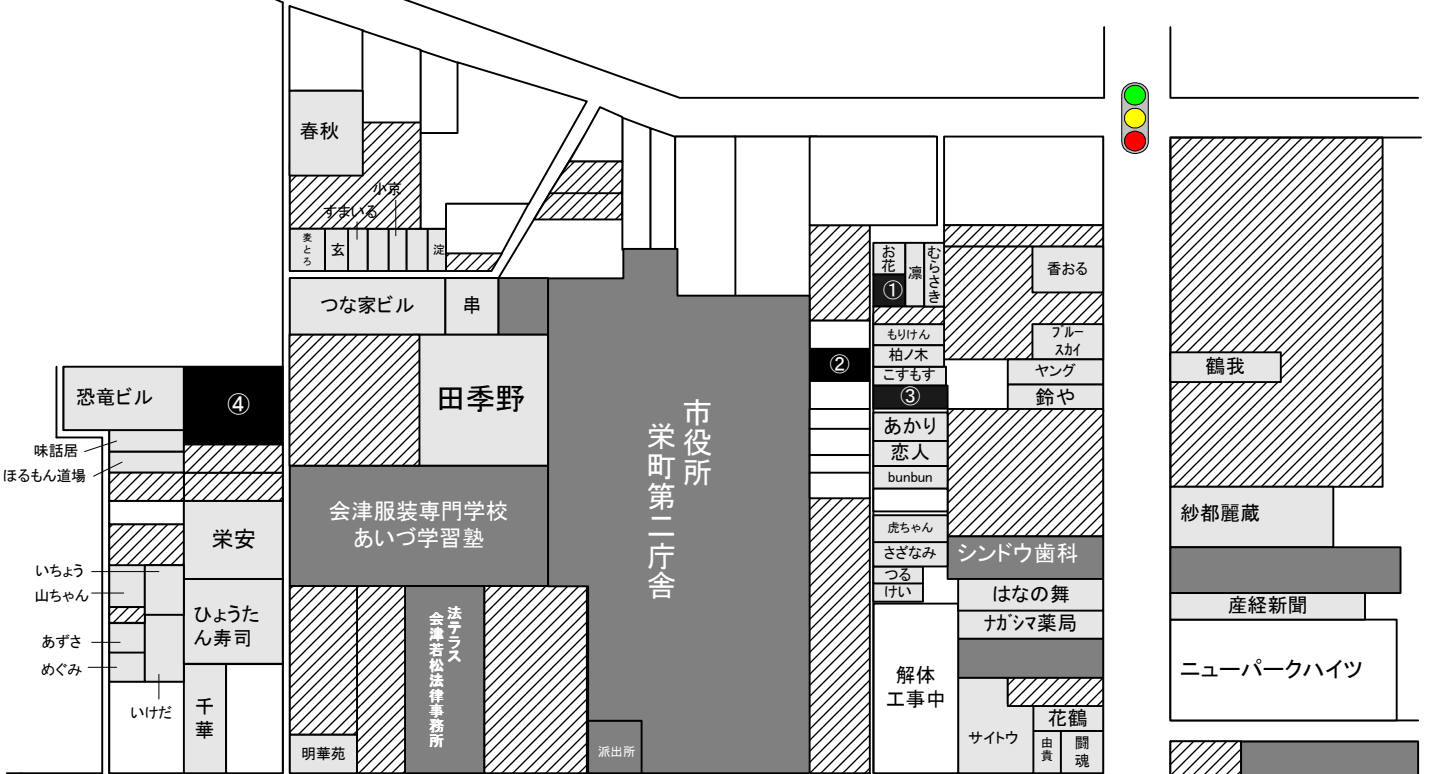 春秋
小京
すまいる
麦とろ
玄
淀
つな家ビル
串
田季野
恐竜ビル
④
味話居
ほるもん道場
栄安
いちょう
山ちゃん
ひょうた
ん寿司
あずさ
めぐみ
いけだ
千華
会津服装専門学校
あいづ学習塾
法テラス
会津若松法律事務所
明華苑
市役所
栄町第二庁舎
派出所
②
お花
①
凛
むらさき
もりけん
柏ノ木
こすもす
③
あかり
恋人
bunbun
虎ちゃん
さざなみ
つる
けい
解体
工事中
香おる
ブルー
スカイ
ヤング
鈴や
シンドウ歯科
はなの舞
ナガシマ薬局
サイトウ
花鶴
由貴
闘魂
鶴我
紗都麗蔵
産経新聞
ニューパークハイツ